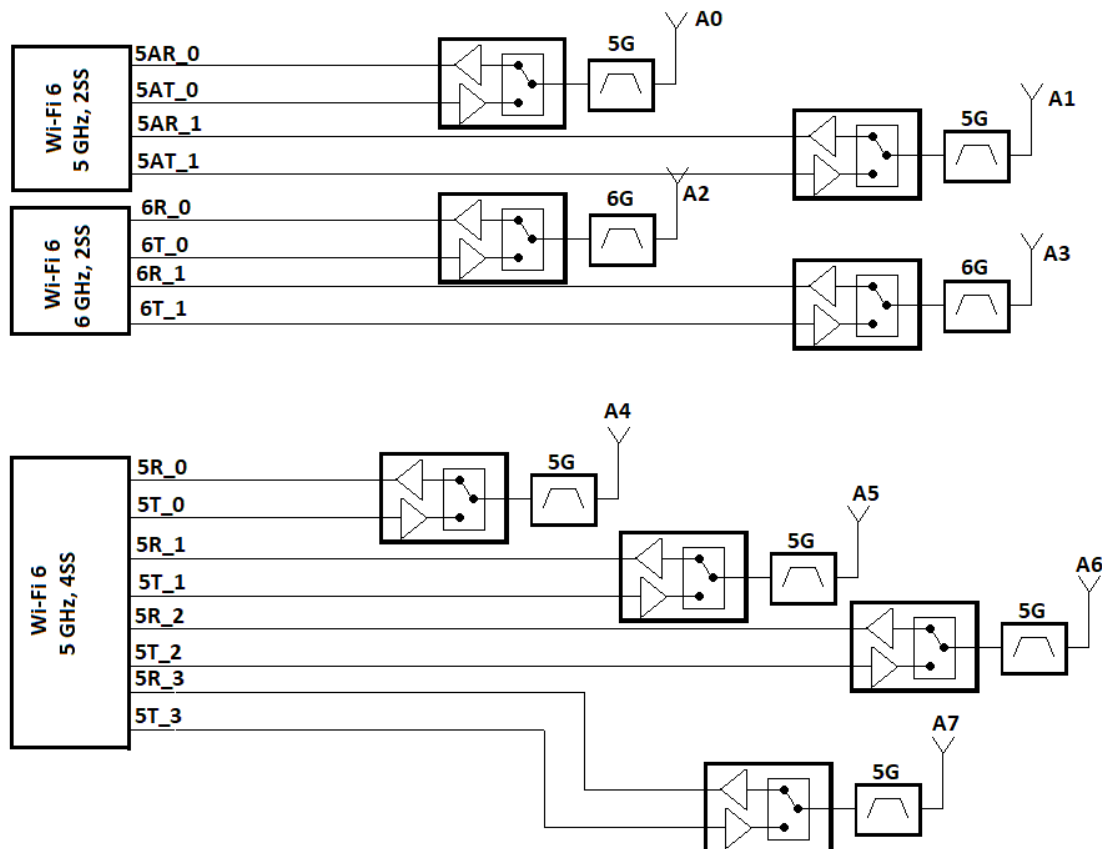 A0
5G
5AR_0
5AT_0
5AR_1
5AT_1
Wi-Fi 6
5 GHz, 2SS
A1
5G
6R_0
6T_0
6R_1
6T_1
Wi-Fi 6
6 GHz, 2SS
A2
6G
A3
6G
A4
5G
5R_0
5T_0
5R_1
5T_1
5R_2
5T_2
5R_3
5T_3
Wi-Fi 6
5 GHz, 4SS
A5
5G
A6
5G
A7
5G